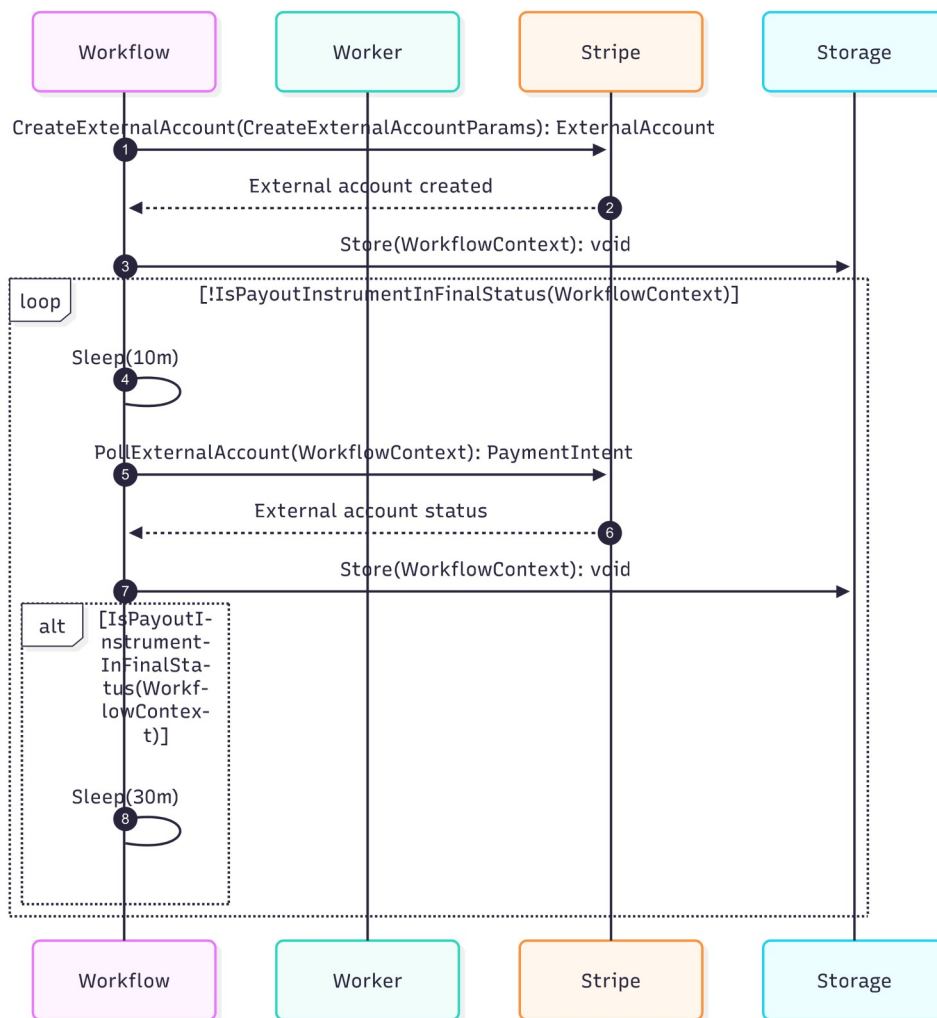 Workflow
Worker
Stripe
Storage
CreateExternalAccount(CreateExternalAccountParams): ExternalAccount
1
External account created
2
Store(WorkflowContext): void
3
loop
[!IsPayoutInstrumentInFinalStatus(WorkflowContext)]
Sleep(10m)
4
PollExternalAccount(WorkflowContext): PaymentIntent
5
External account status
6
Store(WorkflowContext): void
7
alt
[IsPayoutI-
nstrument-
InFinalSta-
tus(Workf-
lowContex-
t)]
Sleep(30m)
8
Workflow
Worker
Stripe
Storage